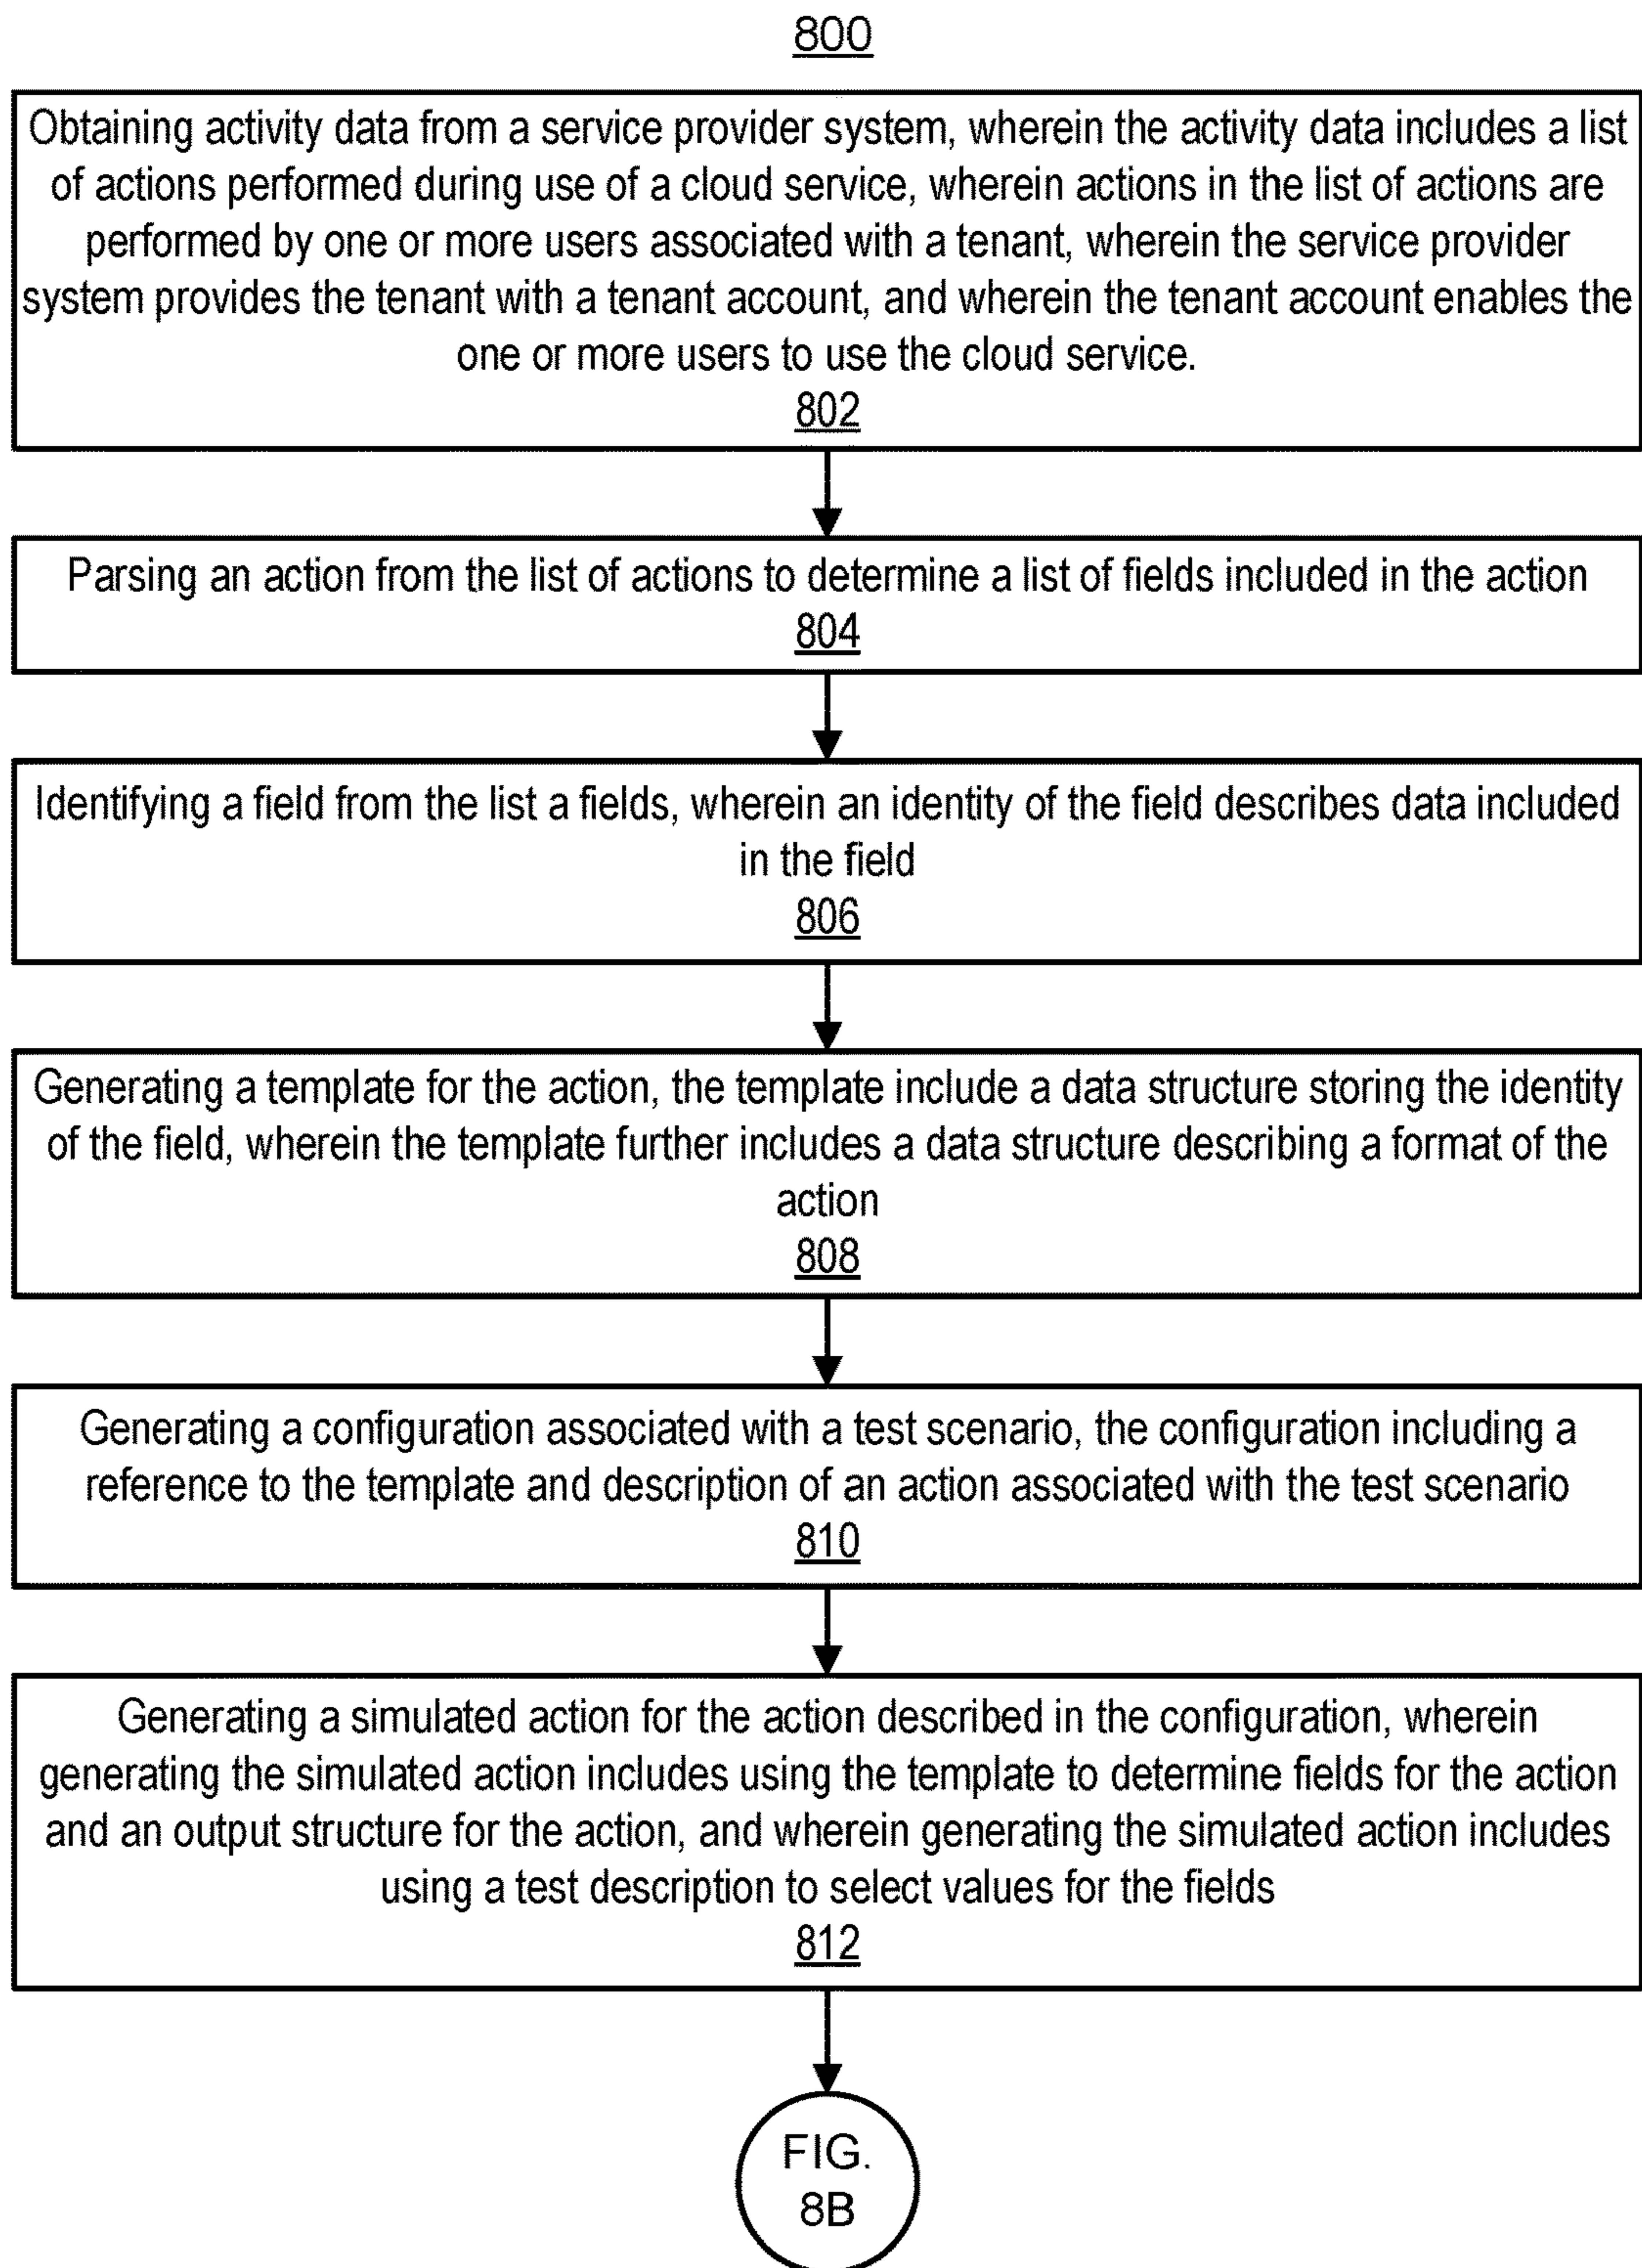 800
Obtaining activity data from a service provider system, wherein the activity data includes a list
of actions performed during use of a cloud service, wherein actions in the list of actions are
performed by one or more users associated with a tenant, wherein the service provider
system provides the tenant with a tenant account, and wherein the tenant account enables the
one or more users to use the cloud service.
802
Parsing an action from the list of actions to determine a list of fields included in the action
804
Identifying a field from the list a fields, wherein an identity of the field describes data included
in the field
806
Generating a template for the action, the template include a data structure storing the identity
of the field, wherein the template further includes a data structure describing a format of the
action
808
Generating a configuration associated with a test scenario, the configuration including a
reference to the template and description of an action associated with the test scenario
810
Generating a simulated action for the action described in the configuration, wherein
generating the simulated action includes using the template to determine fields for the action
and an output structure for the action, and wherein generating the simulated action includes
using a test description to select values for the fields
812
FIG.
8B